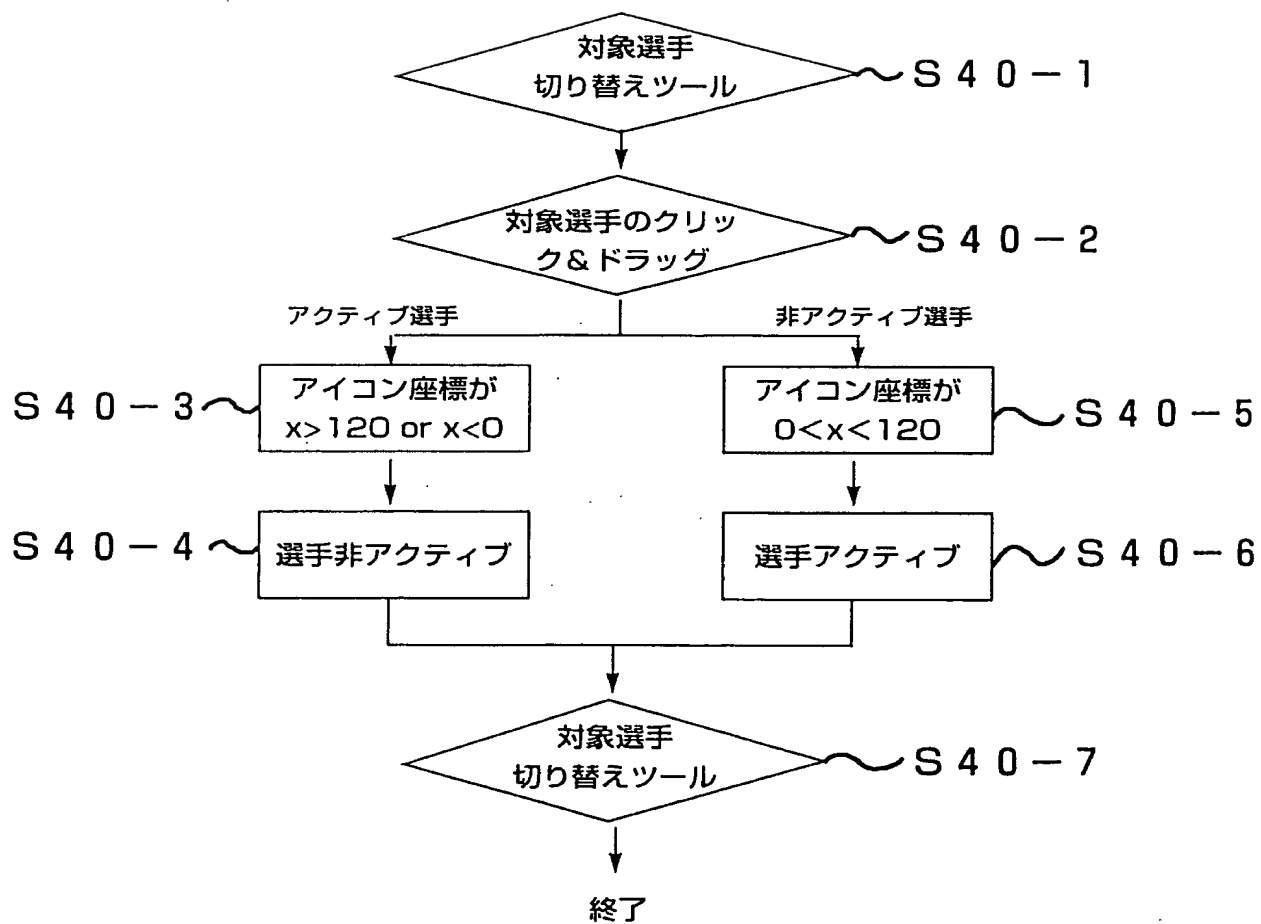 対象選手
切り替えツール
S40-1
対象選手のクリッ
ク&ドラッグ
S40-2
アクティブ選手
非アクティブ選手
S40-3
アイコン座標が
x>120 or x<0
アイコン座標が
0<x<120
S40-5
S40-4
選手非アクティブ
選手アクティブ
S40-6
対象選手
切り替えツール
S40-7
終了